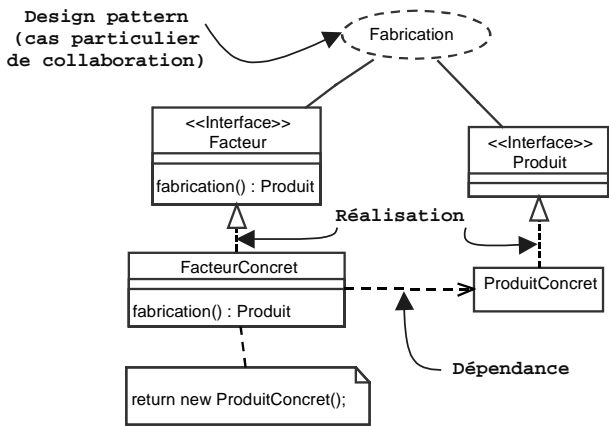 Design pattern
(cas particulier
de collaboration)
Fabrication
<<Interface>>
Facteur
fabrication() : Produit
<<Interface>>
Produit
Réalisation
FacteurConcret
fabrication() : Produit
ProduitConcret
Dépendance
return new ProduitConcret();